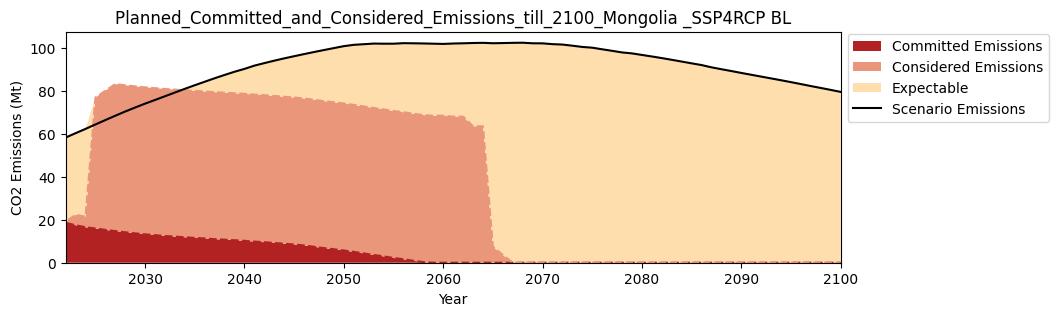 Planned_Committed_and_Considered_Emissions_till_2100_Mongolia _SSP4RCP BL
CO2 Emissions (Mt)
100
80
60
40
20
0
2030 2040 2050 2060 2070 2080 2090 2100
Year
Committed Emissions
Considered Emissions
Expectable
Scenario Emissions